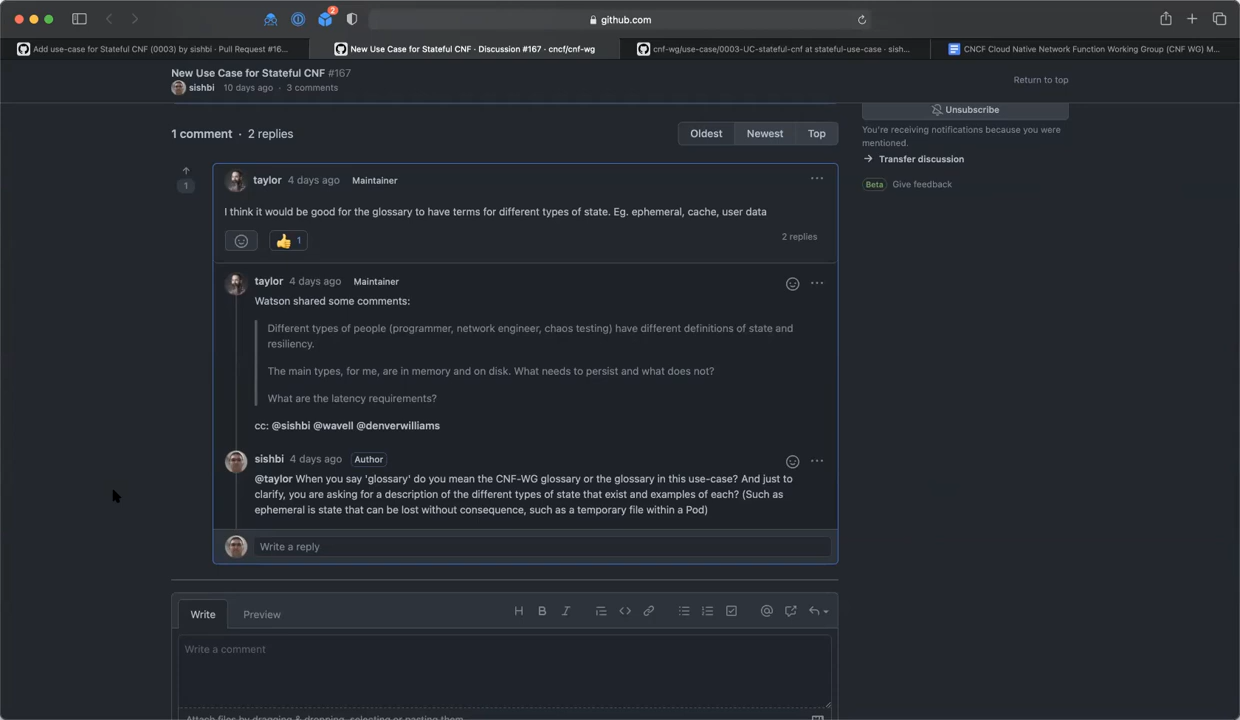 2
github.com
Add use-case for Stateful CNF (0003) by sishbi · Pull Request #16...
New Use Case for Stateful CNF · Discussion #167 · cncf/cnf-wg
cnf-wg/use-case/0003-UC-stateful-cnf at stateful-use-case · sish...
CNCF Cloud Native Network Function Working Group (CNF WG) M...
New Use Case for Stateful CNF #167
sishbi 10 days ago · 3 comments
Return to top
Unsubscribe
You're receiving notifications because you were
mentioned.
Transfer discussion
Beta Give feedback
1 comment · 2 replies
Oldest Newest Top
1
taylor 4 days ago Maintainer
I think it would be good for the glossary to have terms for different types of state. Eg. ephemeral, cache, user data
1
2 replies
taylor 4 days ago Maintainer
Watson shared some comments:
Different types of people (programmer, network engineer, chaos testing) have different definitions of state and
resiliency.
The main types, for me, are in memory and on disk. What needs to persist and what does not?
What are the latency requirements?
cc: @sishbi @wavell @denverwilliams
sishbi 4 days ago Author
@taylor When you say 'glossary' do you mean the CNF-WG glossary or the glossary in this use-case? And just to
clarify, you are asking for a description of the different types of state that exist and examples of each? (Such as
ephemeral is state that can be lost without consequence, such as a temporary file within a Pod)
Write a reply
Write Preview
Write a comment
Attach files by dragging & dropping, selecting or pasting them.